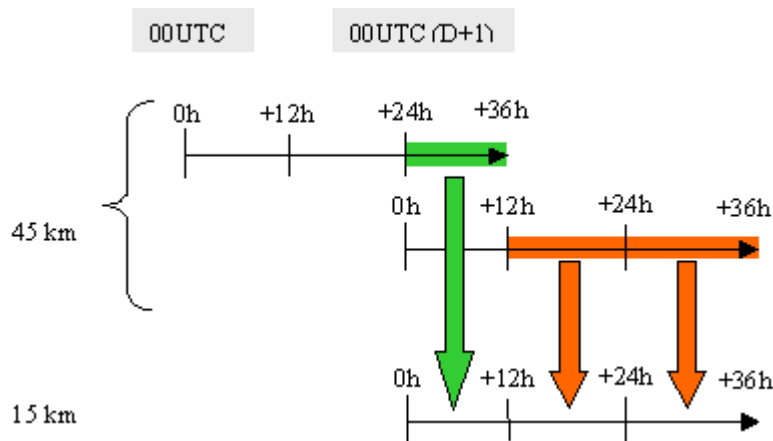 00UTC 00UTC (D+1)
0h +12h +24h +36h
45 km
0h +12h +24h +36h
15 km
0h +12h +24h +36h